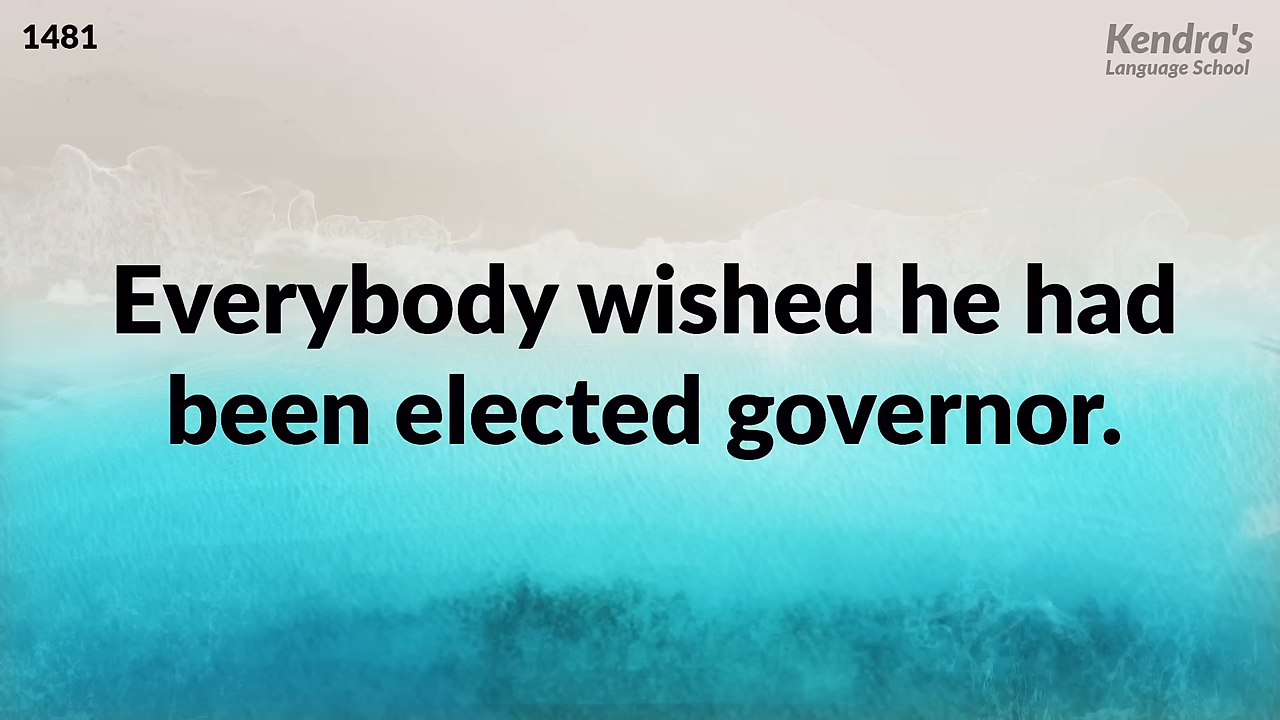 1481
Kendra's
Language School
Everybody wished he had
been elected governor.